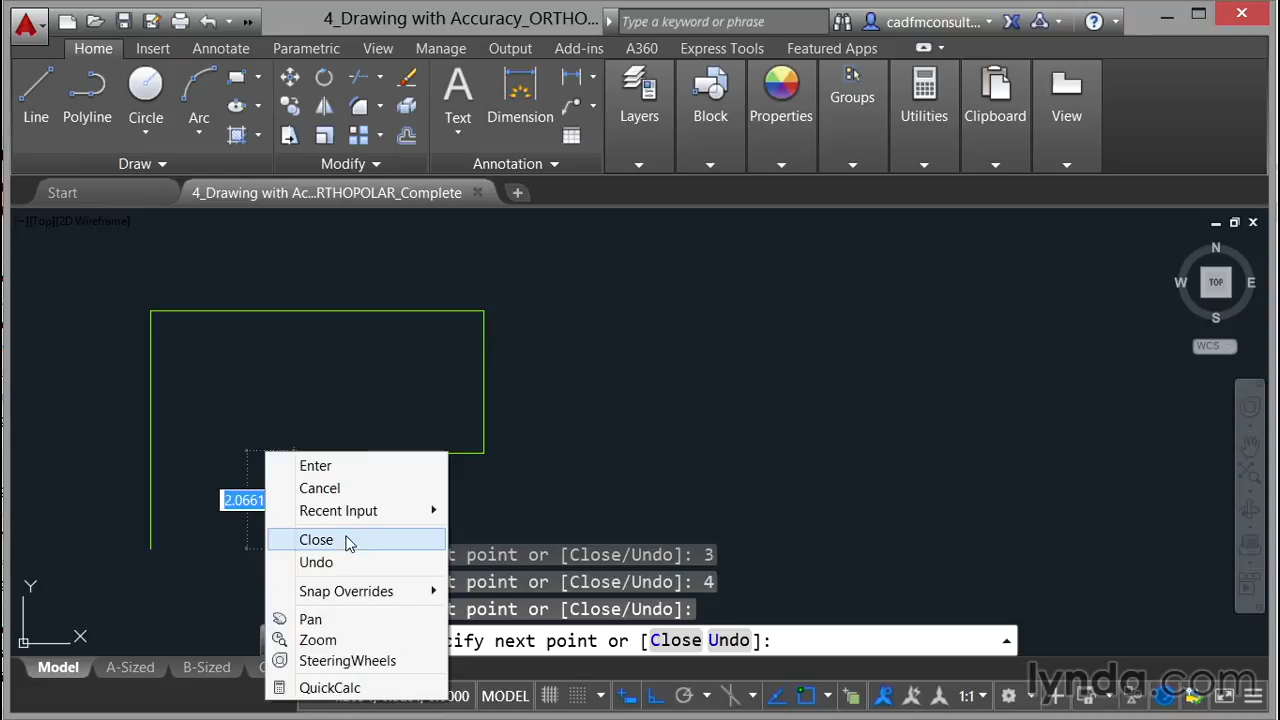 4_Drawing with Accuracy_ORTHO...
Type a keyword or phrase
cadfmconsult...
Home
Insert
Annotate
Parametric
View
Manage
Output
Add-ins
A360
Express Tools
Featured Apps
Line
Polyline
Circle
Arc
Text
Dimension
Layers
Block
Properties
Groups
Utilities
Clipboard
View
Draw
Modify
Annotation
Start
4_Drawing with Ac...RTHOPOLAR_Complete
[−][Top][2D Wireframe]
N
W
TOP
E
S
WCS
2.0661
Enter
Cancel
Recent Input
Close
Undo
Snap Overrides
Pan
Zoom
SteeringWheels
QuickCalc
t point or [Close/Undo]: 3
t point or [Close/Undo]: 4
t point or [Close/Undo]:
cify next point or [Close Undo]:
Y
X
Model
A-Sized
B-Sized
MODEL
1:1
lynda.com